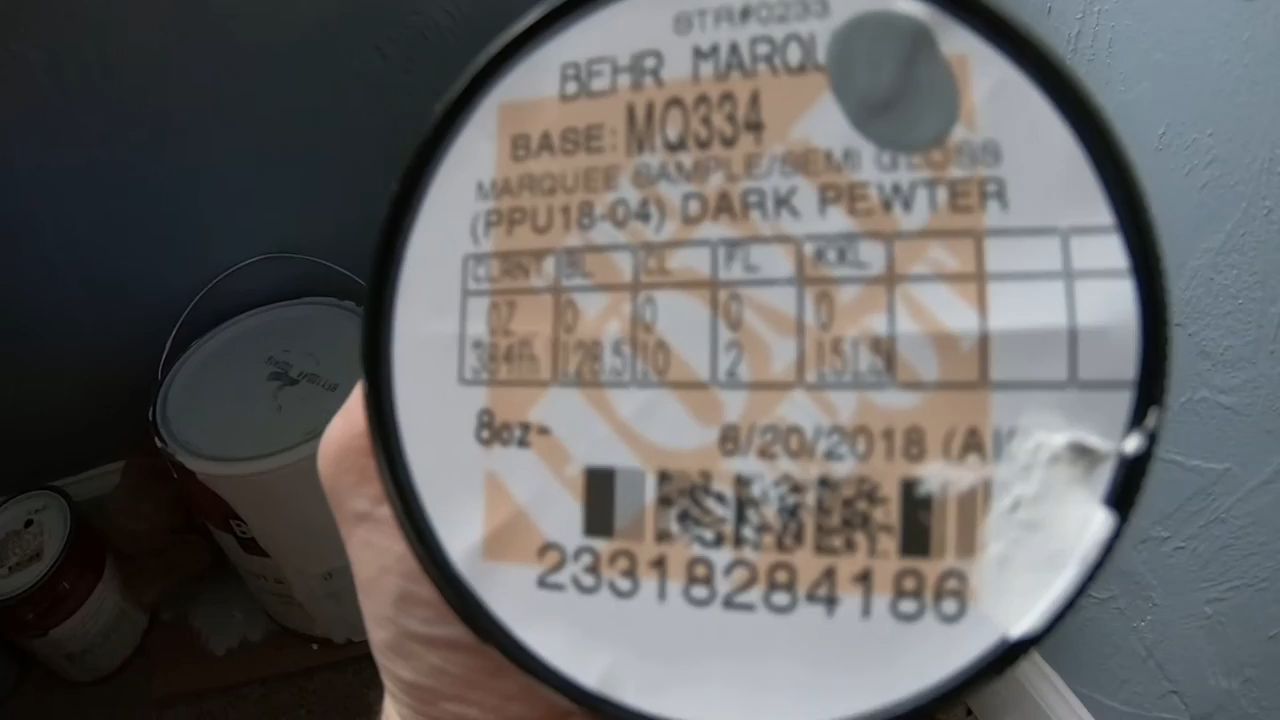 STR#0233
BEHR MARQU
BASE: MQ334
MARQUEE SAMPLE/SEMI GLOSS
(PPU18-04) DARK PEWTER
CLRNT BL CL FL KXL
OZ 0 0 0 0
384th 128.5 10 2 151.5
8oz-
6/20/2018 (A
23318284186